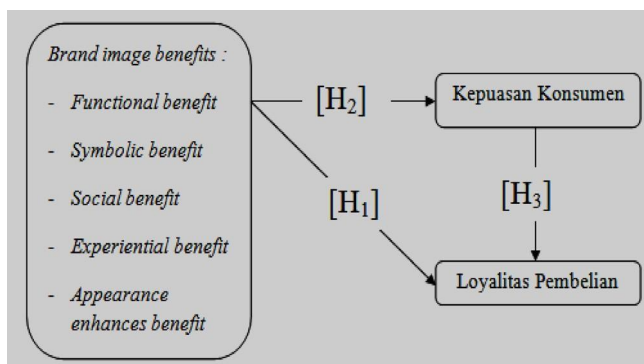 Brand image benefits :
- Functional benefit
- Symbolic benefit
- Social benefit
- Experiential benefit
- Appearance
enhances benefit
[H₂]
Kepuasan Konsumen
[H₁]
[H₃]
Loyalitas Pembelian